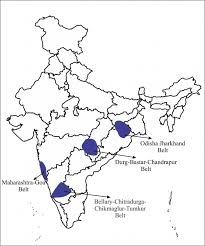 Odisha Jharkhand
Belt
Durg-Bastar-Chandrapur
Belt
Maharashtra-Goa
Belt
Bellary-Chitradurga-
Chikmaglur-Tumkur
Belt